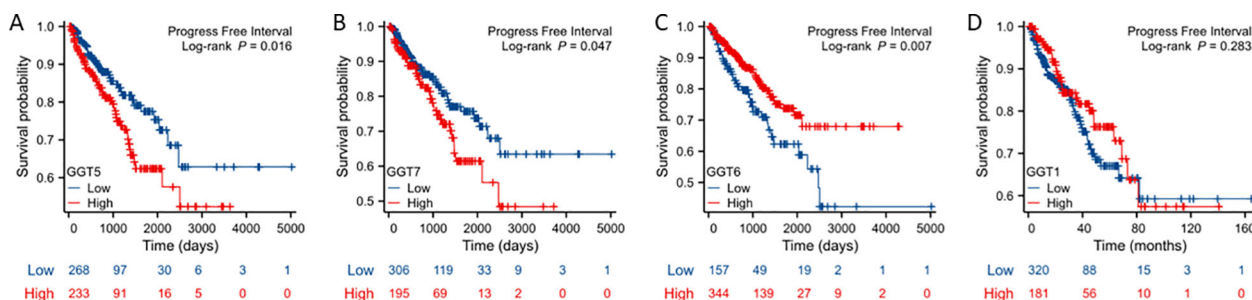 A
Progress Free Interval
Log-rank P = 0.016
Survival probability
1.0
0.9
0.8
0.7
0.6
GGT5
Low
High
0 1000 2000 3000 4000 5000
Time (days)
Low 268 97 30 6 3 1
High 233 91 16 5 0 0
B
Progress Free Interval
Log-rank P = 0.047
Survival probability
1.0
0.9
0.8
0.7
0.6
0.5
GGT7
Low
High
0 1000 2000 3000 4000 5000
Time (days)
Low 306 119 33 9 3 1
High 195 69 13 2 0 0
C
Progress Free Interval
Log-rank P = 0.007
Survival probability
1.0
0.9
0.8
0.7
0.6
0.5
GGT6
Low
High
0 1000 2000 3000 4000 5000
Time (days)
Low 157 49 19 2 1 1
High 344 139 27 9 2 0
D
Progress Free Interval
Log-rank P = 0.283
Survival probability
1.0
0.9
0.8
0.7
0.6
GGT1
Low
High
0 40 80 120 160
Time (months)
Low 320 88 15 3 1
High 181 56 10 1 0